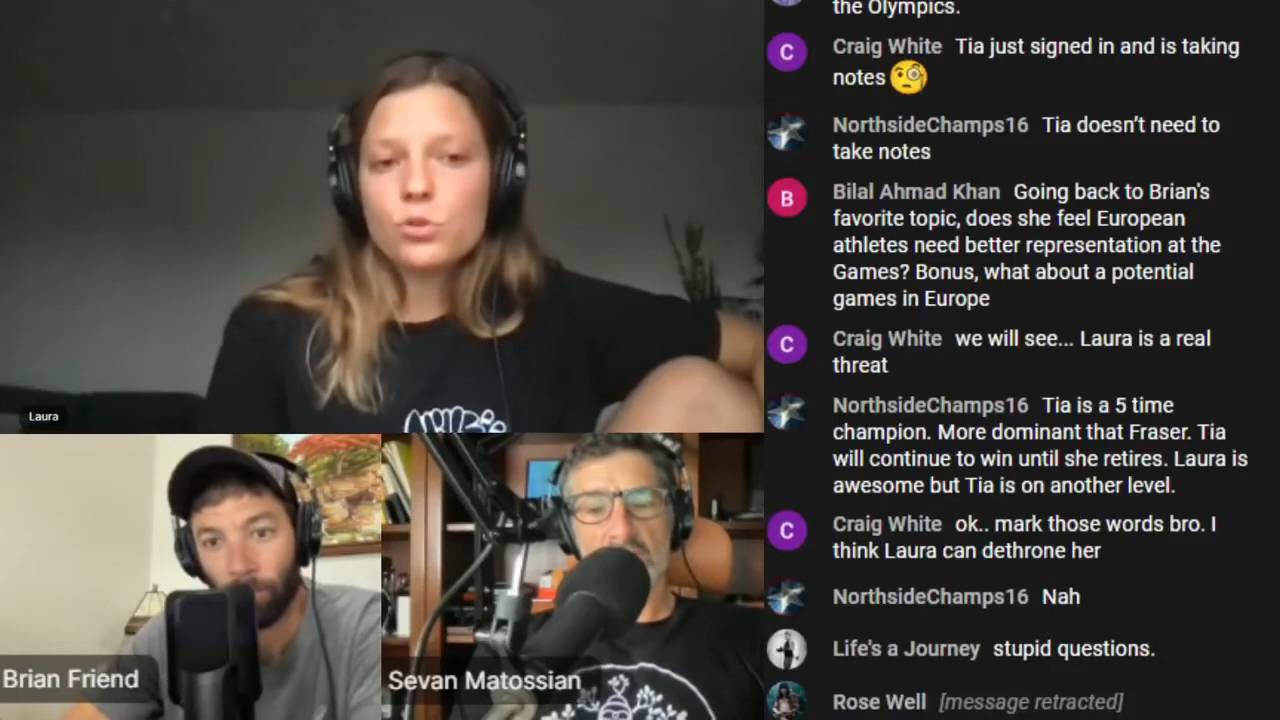 the Olympics.
Craig White Tia just signed in and is taking
notes
NorthsideChamps16 Tia doesn’t need to
take notes
Bilal Ahmad Khan Going back to Brian's
favorite topic, does she feel European
athletes need better representation at the
Games? Bonus, what about a potential
games in Europe
Craig White we will see... Laura is a real
threat
NorthsideChamps16 Tia is a 5 time
champion. More dominant that Fraser. Tia
will continue to win until she retires. Laura is
awesome but Tia is on another level.
Craig White ok.. mark those words bro. I
think Laura can dethrone her
NorthsideChamps16 Nah
Life's a Journey stupid questions.
Rose Well [message retracted]
C
B
C
C
Laura
Brian Friend
Sevan Matossian